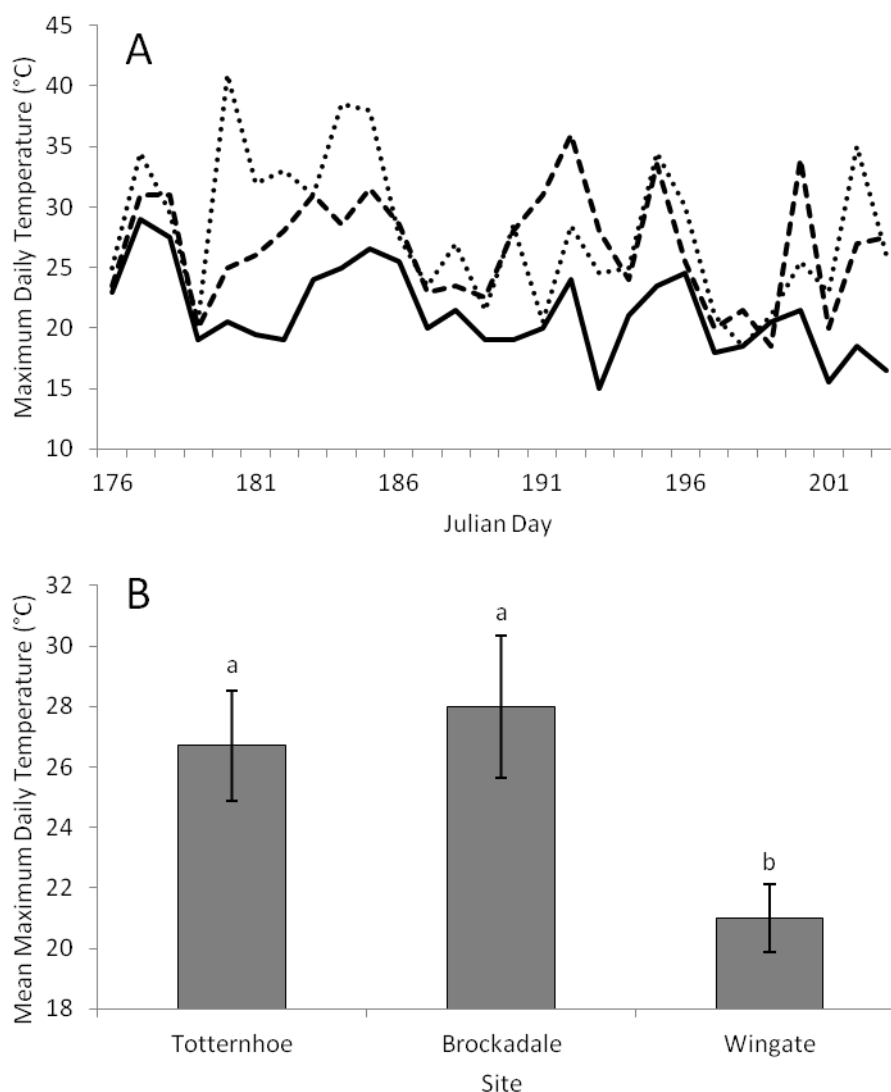 A
Maximum Daily Temperature (°C)
45
40
35
30
25
20
15
10
176 181 186 191 196 201
Julian Day
B
Mean Maximum Daily Temperature (°C)
32
30
28
26
24
22
20
18
a
a
b
Totternhoe Brockadale Wingate
Site